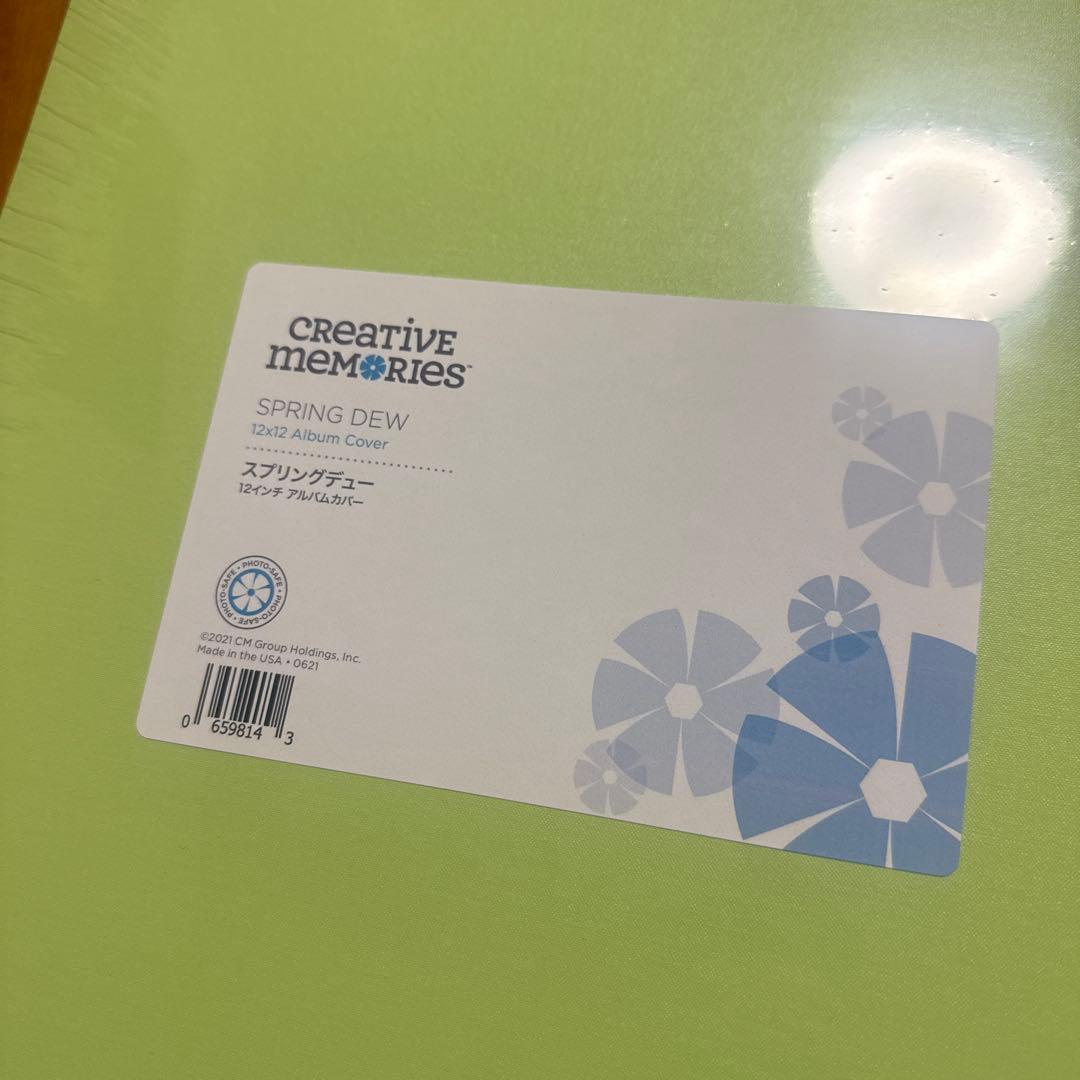 CREATIVE
MEMORIES™
SPRING DEW
12x12 Album Cover
スプリングデュー
12インチ アルバムカバー
PHOTO-SAFE • PHOTO-SAFE • PHOTO-SAFE •
©2021 CM Group Holdings, Inc.
Made in the USA • 0621
0 659814 3